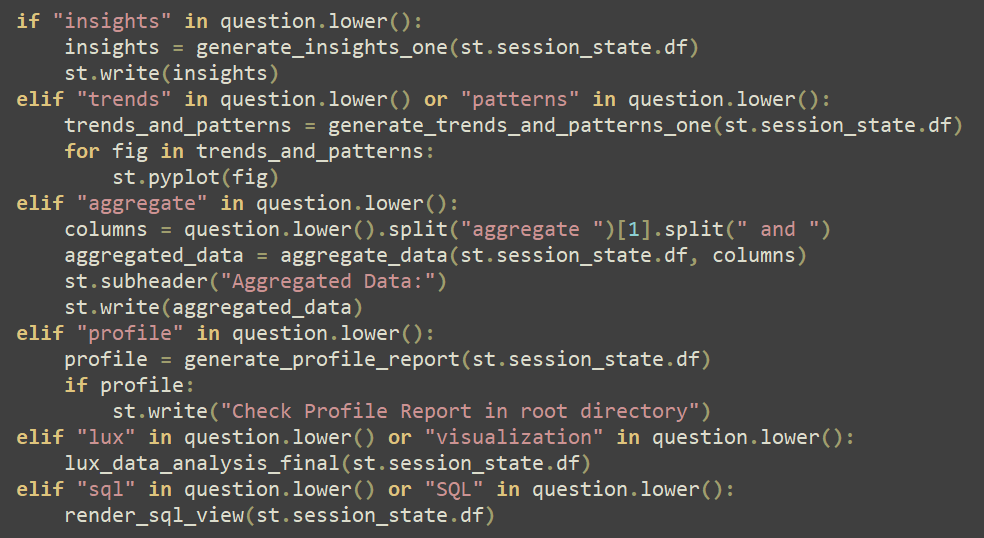 if "insights" in question.lower():
    insights = generate_insights_one(st.session_state.df)
    st.write(insights)
elif "trends" in question.lower() or "patterns" in question.lower():
    trends_and_patterns = generate_trends_and_patterns_one(st.session_state.df)
    for fig in trends_and_patterns:
        st.pyplot(fig)
elif "aggregate" in question.lower():
    columns = question.lower().split("aggregate ")[1].split(" and ")
    aggregated_data = aggregate_data(st.session_state.df, columns)
    st.subheader("Aggregated Data:")
    st.write(aggregated_data)
elif "profile" in question.lower():
    profile = generate_profile_report(st.session_state.df)
    if profile:
        st.write("Check Profile Report in root directory")
elif "lux" in question.lower() or "visualization" in question.lower():
    lux_data_analysis_final(st.session_state.df)
elif "sql" in question.lower() or "SQL" in question.lower():
    render_sql_view(st.session_state.df)